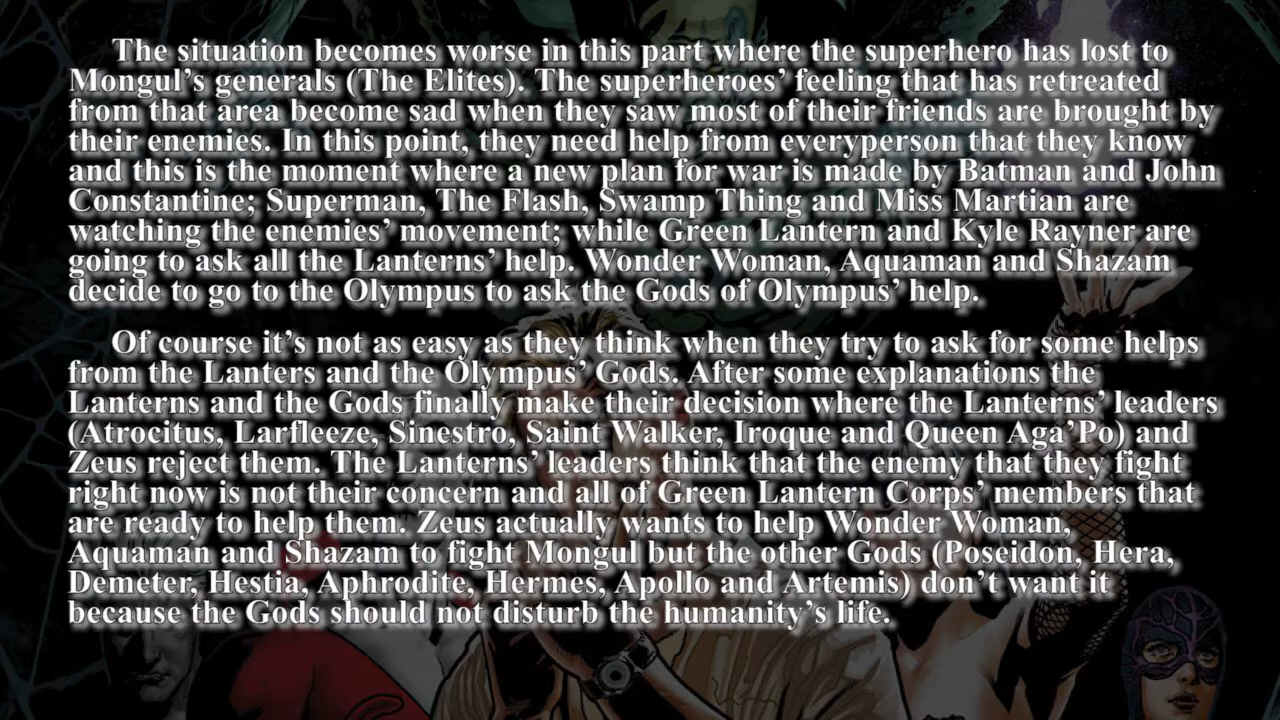 The situation becomes worse in this part where the superhero has lost to
Mongul’s generals (The Elites). The superheroes’ feeling that has retreated
from that area become sad when they saw most of their friends are brought by
their enemies. In this point, they need help from everyperson that they know
and this is the moment where a new plan for war is made by Batman and John
Constantine; Superman, The Flash, Swamp Thing and Miss Martian are
watching the enemies’ movement; while Green Lantern and Kyle Rayner are
going to ask all the Lanterns’ help. Wonder Woman, Aquaman and Shazam
decide to go to the Olympus to ask the Gods of Olympus’ help.
Of course it’s not as easy as they think when they try to ask for some helps
from the Lanters and the Olympus’ Gods. After some explanations the
Lanterns and the Gods finally make their decision where the Lanterns’ leaders
(Atrocitus, Larfleeze, Sinestro, Saint Walker, Iroque and Queen Aga’Po) and
Zeus reject them. The Lanterns’ leaders think that the enemy that they fight
right now is not their concern and all of Green Lantern Corps’ members that
are ready to help them. Zeus actually wants to help Wonder Woman,
Aquaman and Shazam to fight Mongul but the other Gods (Poseidon, Hera,
Demeter, Hestia, Aphrodite, Hermes, Apollo and Artemis) don’t want it
because the Gods should not disturb the humanity’s life.